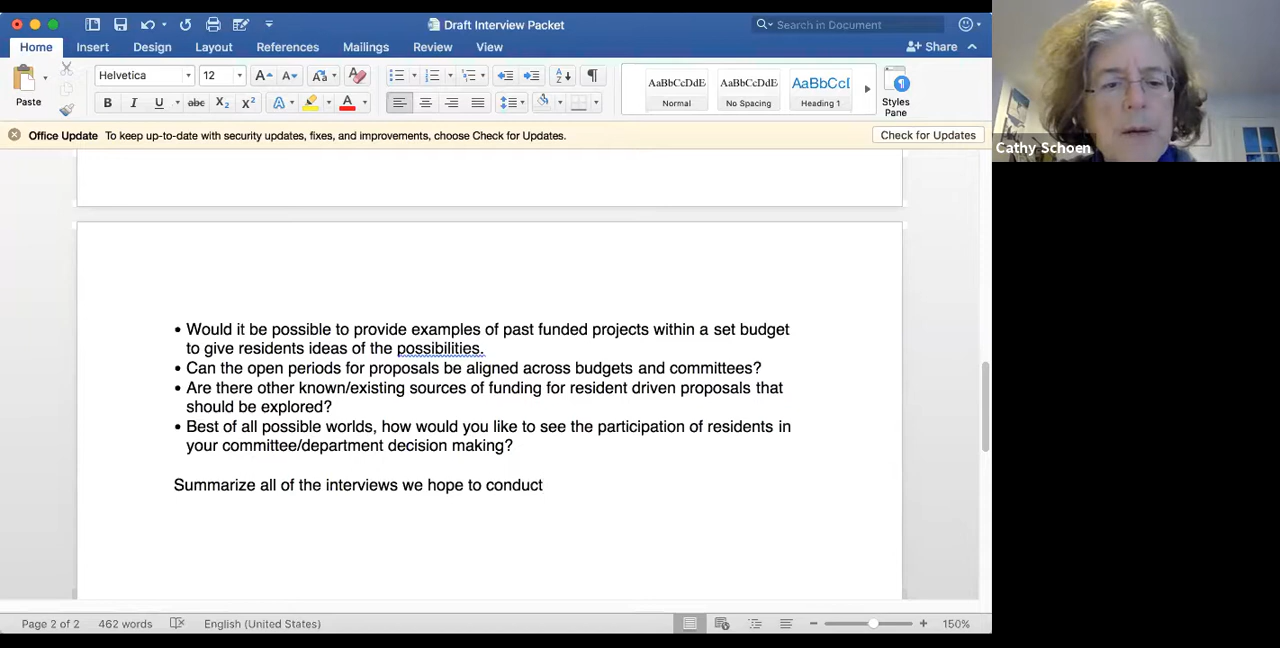 Draft Interview Packet
Search in Document
Home
Insert
Design
Layout
References
Mailings
Review
View
Share
Paste
Helvetica
12
AaBbCcDdE
Normal
AaBbCcDdE
No Spacing
AaBbCcI
Heading 1
Styles
Pane
Office Update To keep up-to-date with security updates, fixes, and improvements, choose Check for Updates.
Check for Updates
Cathy Schoen
• Would it be possible to provide examples of past funded projects within a set budget
to give residents ideas of the possibilities.
• Can the open periods for proposals be aligned across budgets and committees?
• Are there other known/existing sources of funding for resident driven proposals that
should be explored?
• Best of all possible worlds, how would you like to see the participation of residents in
your committee/department decision making?
Summarize all of the interviews we hope to conduct
Page 2 of 2
462 words
English (United States)
150%